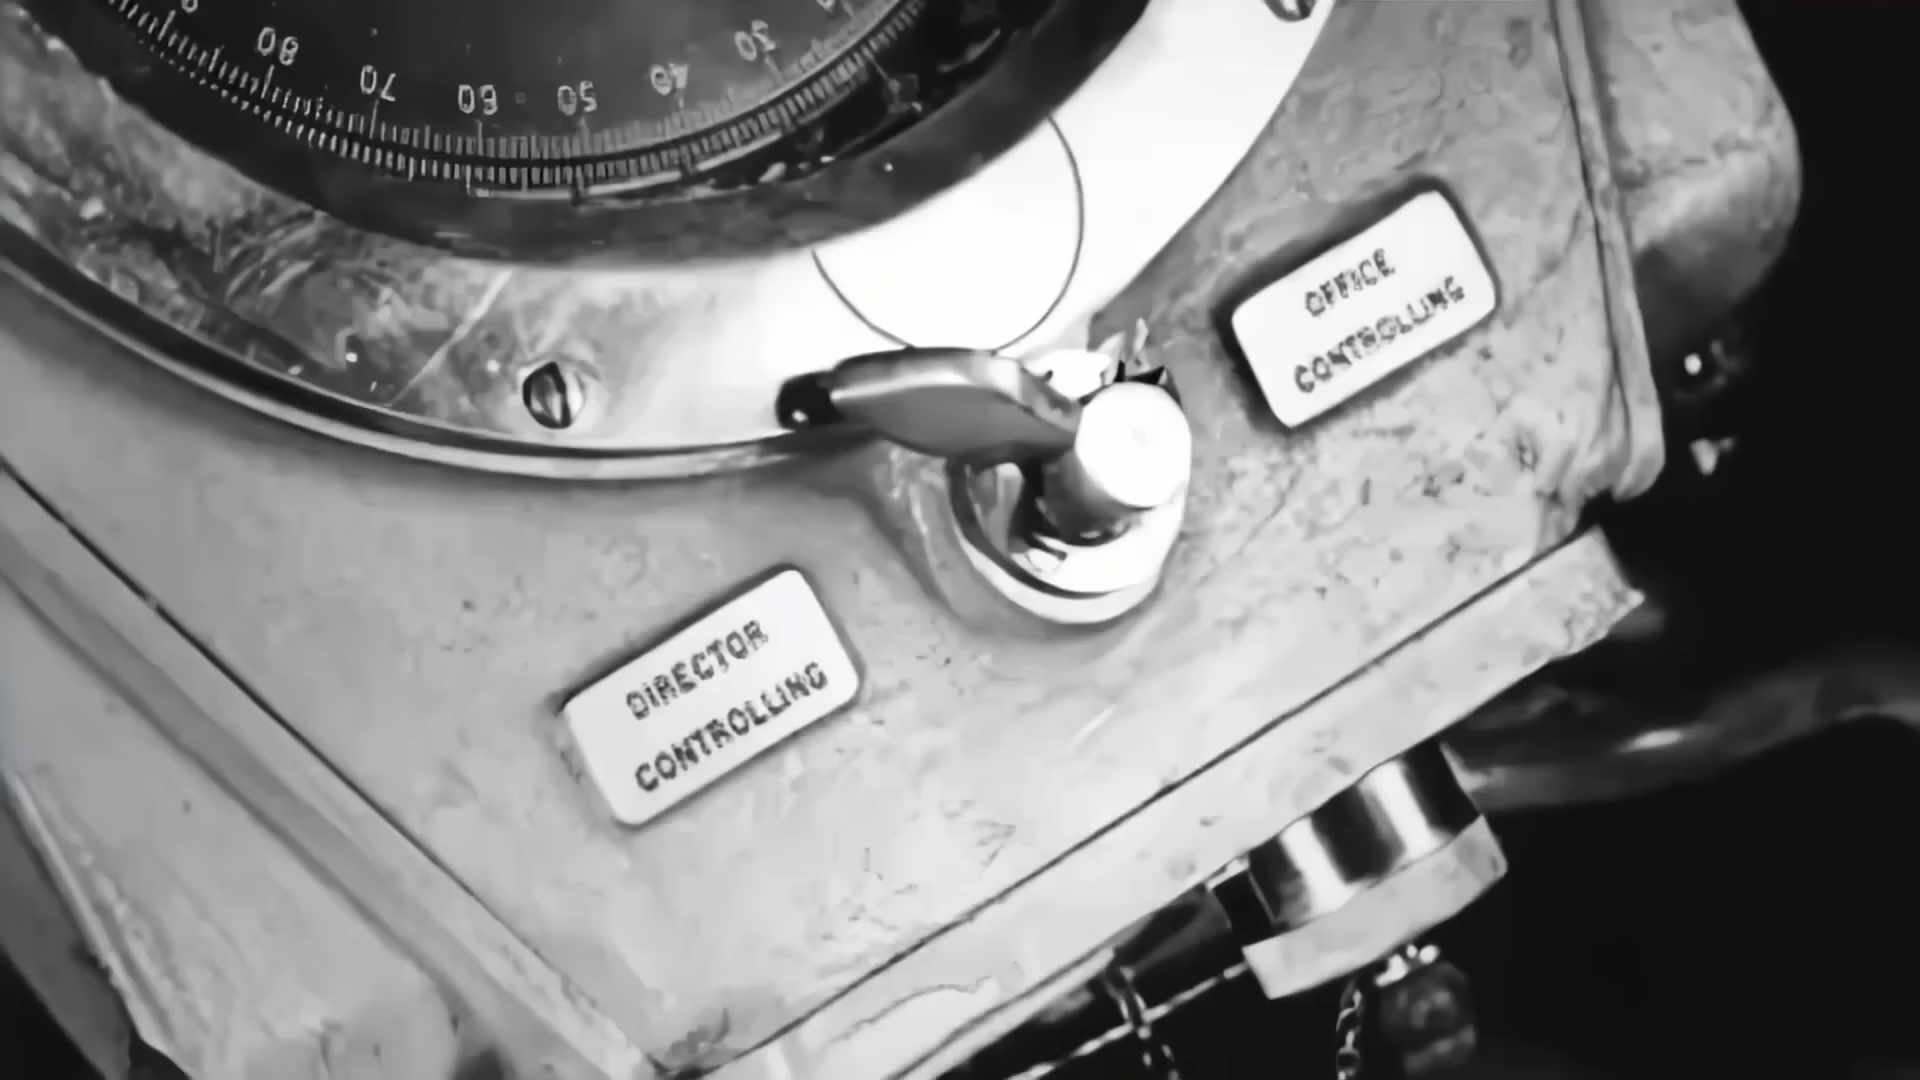 80 70 60 50 40 30
OFFICE
CONTROLLING
DIRECTOR
CONTROLLING